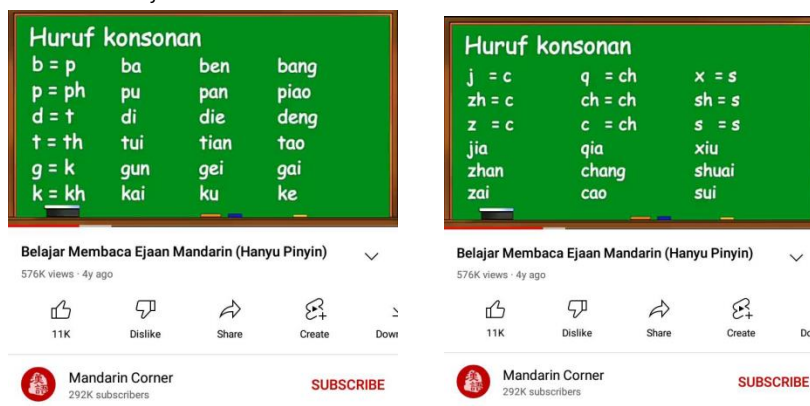 Huruf konsonan
b = p ba ben bang
p = ph pu pan piao
d = t di die deng
t = th tui tian tao
g = k gun gei gai
k = kh kai ku ke
Belajar Membaca Ejaan Mandarin (Hanyu Pinyin)
576K views · 4y ago
11K Dislike Share Create
Mandarin Corner
292K subscribers
SUBSCRIBE
Huruf konsonan
j = c q = ch x = s
zh = c ch = ch sh = s
z = c c = ch s = s
jia qia xiu
zhan chang shuai
zai cao sui
Belajar Membaca Ejaan Mandarin (Hanyu Pinyin)
576K views · 4y ago
11K Dislike Share Create
Mandarin Corner
292K subscribers
SUBSCRIBE